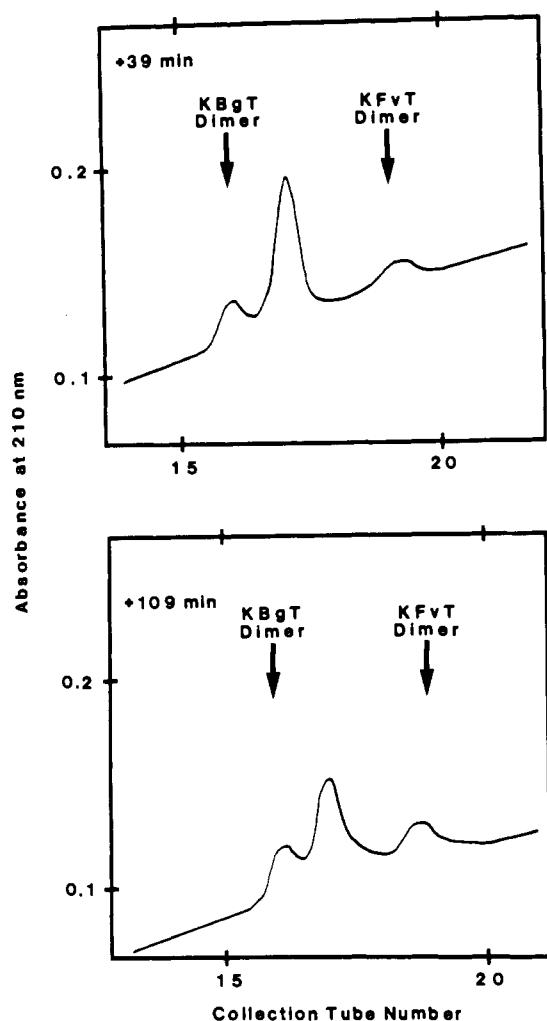 +39 min
KBgT
Dimer
KFvT
Dimer
0.2
0.1
15
20
Absorbance at 210 nm
+109 min
KBgT
Dimer
KFvT
Dimer
0.2
0.1
15
20
Collection Tube Number